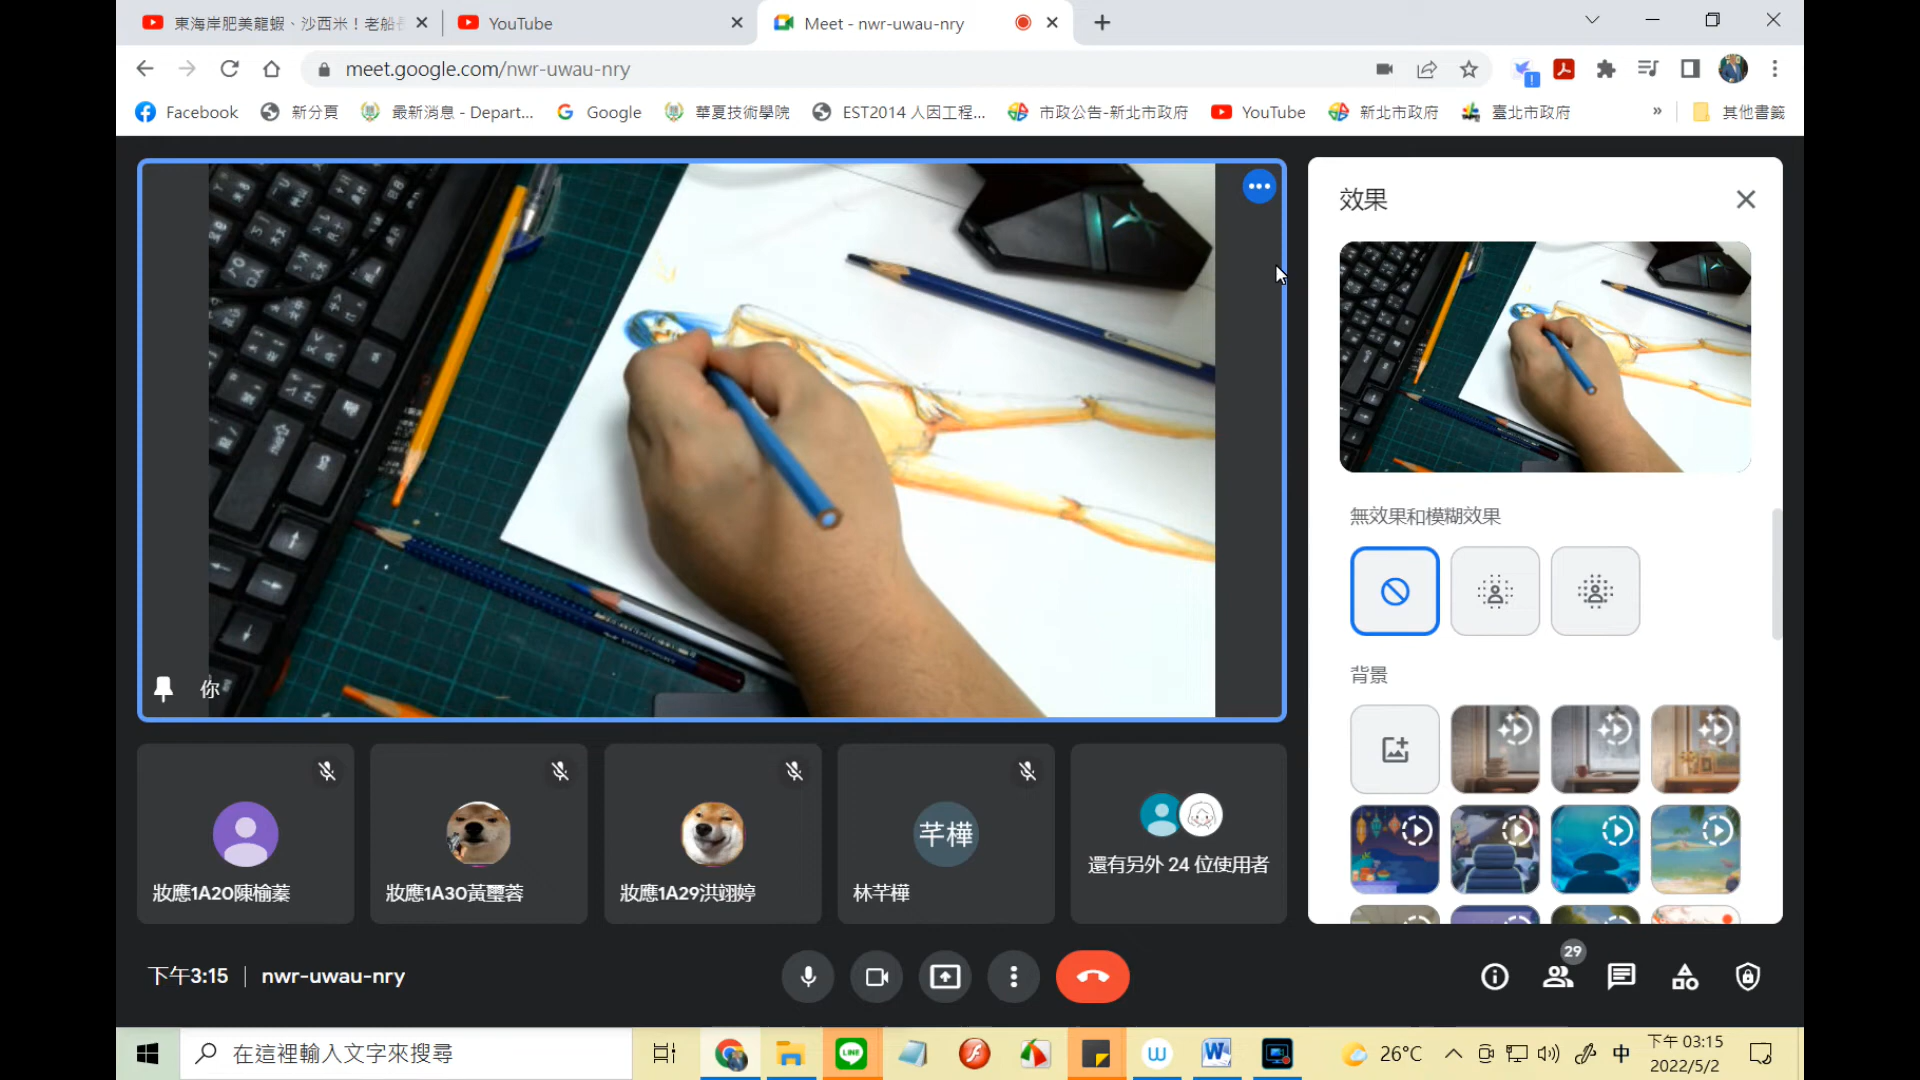 東海岸肥美龍蝦、沙西米！老船長
YouTube
Meet - nwr-uwau-nry
meet.google.com/nwr-uwau-nry
Facebook
新分頁
最新消息 - Depart...
Google
華夏技術學院
EST2014 人因工程...
市政公告-新北市政府
YouTube
新北市政府
臺北市政府
»
其他書籤
效果
無效果和模糊效果
背景
你
妝應1A20陳榆蓁
妝應1A30黃璽蓉
妝應1A29洪翊婷
芊樺
林芊樺
還有另外 24 位使用者
下午3:15
nwr-uwau-nry
29
在這裡輸入文字來搜尋
LINE
26°C
中
下午 03:15
2022/5/2